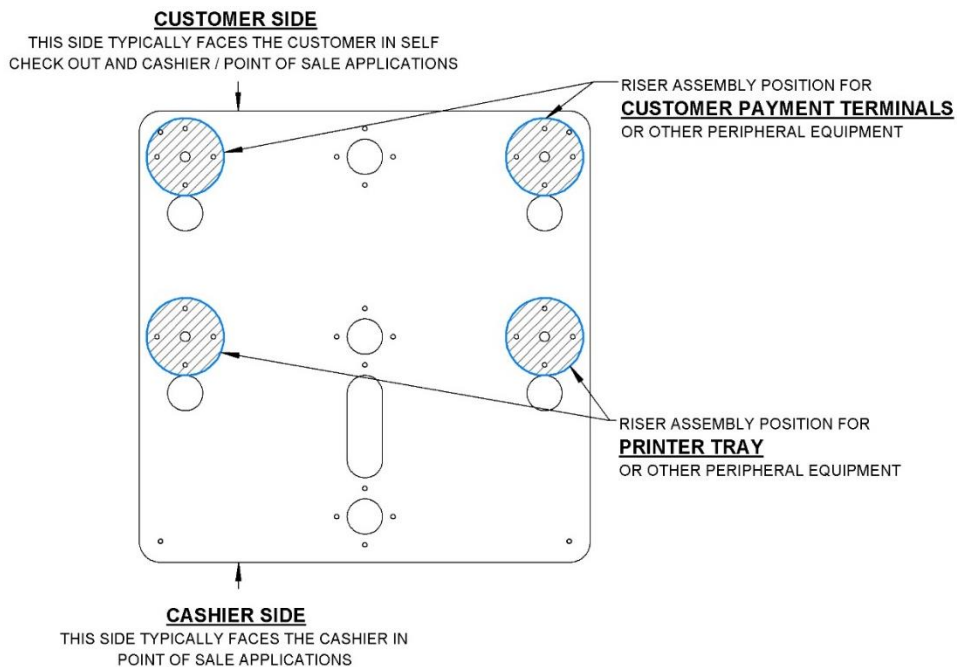 CUSTOMER SIDE
THIS SIDE TYPICALLY FACES THE CUSTOMER IN SELF
CHECK OUT AND CASHIER / POINT OF SALE APPLICATIONS
RISER ASSEMBLY POSITION FOR
CUSTOMER PAYMENT TERMINALS
OR OTHER PERIPHERAL EQUIPMENT
RISER ASSEMBLY POSITION FOR
PRINTER TRAY
OR OTHER PERIPHERAL EQUIPMENT
CASHIER SIDE
THIS SIDE TYPICALLY FACES THE CASHIER IN
POINT OF SALE APPLICATIONS